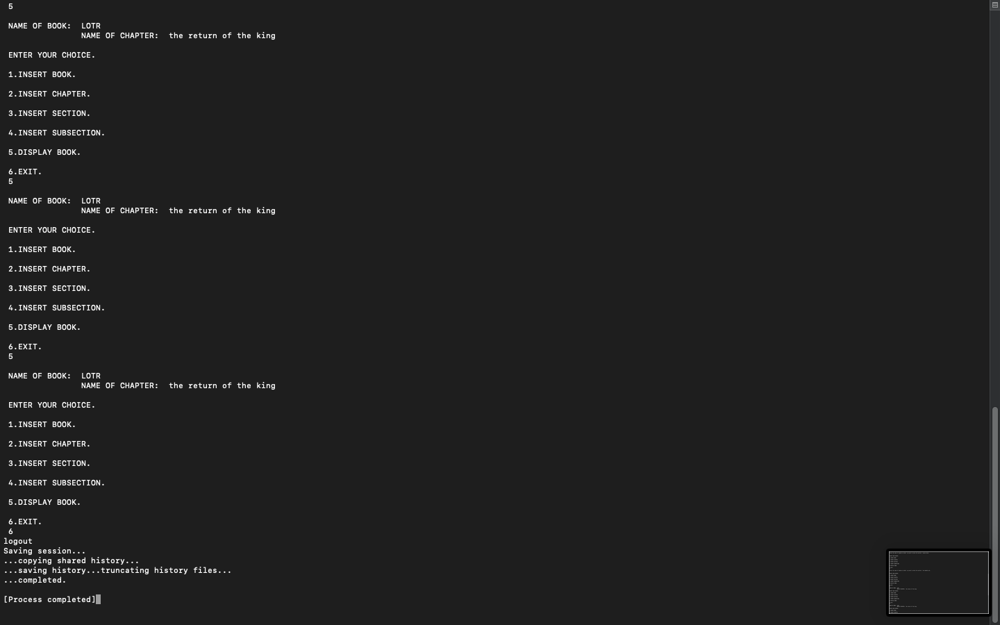 5
NAME OF BOOK:  LOTR
NAME OF CHAPTER:  the return of the king
ENTER YOUR CHOICE.
1.INSERT BOOK.
2.INSERT CHAPTER.
3.INSERT SECTION.
4.INSERT SUBSECTION.
5.DISPLAY BOOK.
6.EXIT.
5
NAME OF BOOK:  LOTR
NAME OF CHAPTER:  the return of the king
ENTER YOUR CHOICE.
1.INSERT BOOK.
2.INSERT CHAPTER.
3.INSERT SECTION.
4.INSERT SUBSECTION.
5.DISPLAY BOOK.
6.EXIT.
5
NAME OF BOOK:  LOTR
NAME OF CHAPTER:  the return of the king
ENTER YOUR CHOICE.
1.INSERT BOOK.
2.INSERT CHAPTER.
3.INSERT SECTION.
4.INSERT SUBSECTION.
5.DISPLAY BOOK.
6.EXIT.
6
logout
Saving session...
...copying shared history...
...saving history...truncating history files...
...completed.
[Process completed]